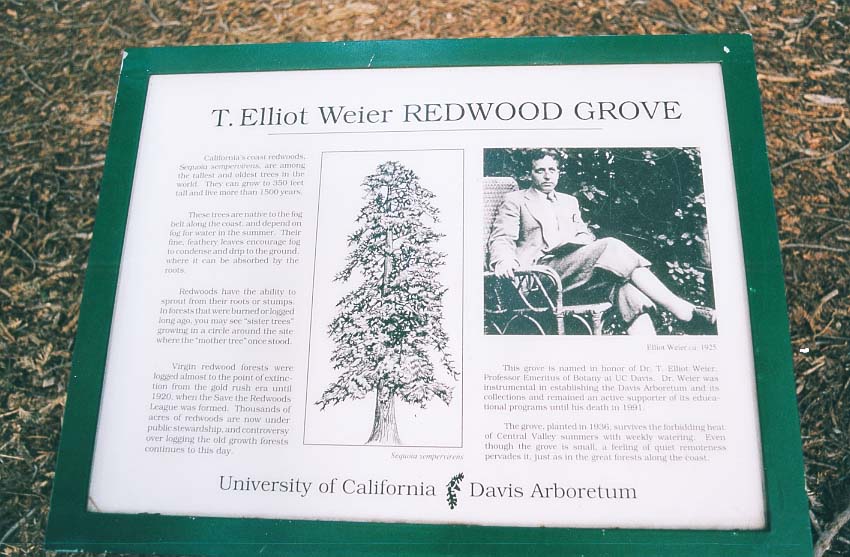 T. Elliot Weier REDWOOD GROVE
California's coast redwoods,
Sequoia sempervirens, are among
the tallest and oldest trees in the
world. They can grow to 350 feet
tall and live more than 1500 years.
These trees are native to the fog
belt along the coast, and depend on
fog for water in the summer. Their
fine, feathery leaves encourage fog
to condense and drip to the ground,
where it can be absorbed by the
roots.
Redwoods have the ability to
sprout from their roots or stumps.
In forests that were burned or logged
long ago, you may see "sister trees"
growing in a circle around the site
where the "mother tree" once stood.
Virgin redwood forests were
logged almost to the point of extinc-
tion from the gold rush era until
1920, when the Save the Redwoods
League was formed. Thousands of
acres of redwoods are now under
public stewardship, and controversy
over logging the old growth forests
continues to this day.
Sequoia sempervirens
Elliot Weier ca. 1925
This grove is named in honor of Dr. T. Elliot Weier,
Professor Emeritus of Botany at UC Davis. Dr. Weier was
instrumental in establishing the Davis Arboretum and its
collections and remained an active supporter of its educa-
tional programs until his death in 1991.
The grove, planted in 1936, survives the forbidding heat
of Central Valley summers with weekly watering. Even
though the grove is small, a feeling of quiet remoteness
pervades it, just as in the great forests along the coast.
University of California Davis Arboretum